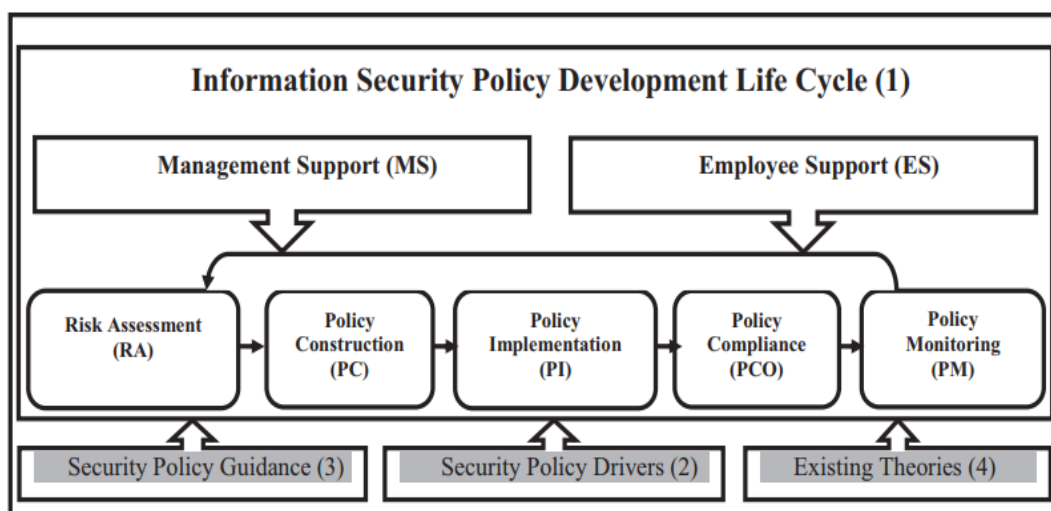 Information Security Policy Development Life Cycle (1)
Management Support (MS)
Employee Support (ES)
Risk Assessment
(RA)
Policy
Construction
(PC)
Policy
Implementation
(PI)
Policy
Compliance
(PCO)
Policy
Monitoring
(PM)
Security Policy Guidance (3)
Security Policy Drivers (2)
Existing Theories (4)